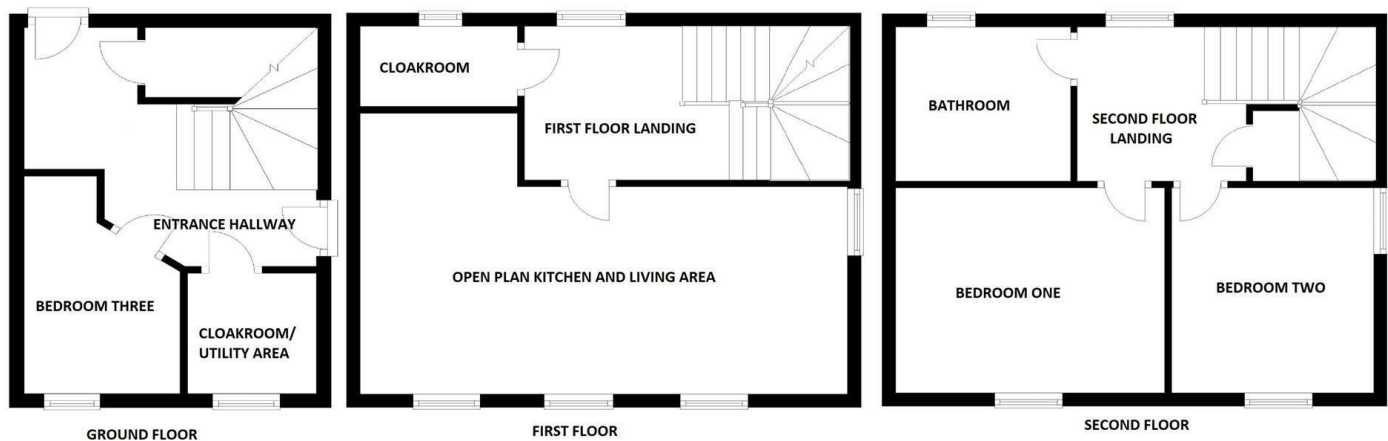 ENTRANCE HALLWAY
BEDROOM THREE
CLOAKROOM/
UTILITY AREA
GROUND FLOOR
CLOAKROOM
FIRST FLOOR LANDING
OPEN PLAN KITCHEN AND LIVING AREA
FIRST FLOOR
BATHROOM
SECOND FLOOR
LANDING
BEDROOM ONE
BEDROOM TWO
SECOND FLOOR